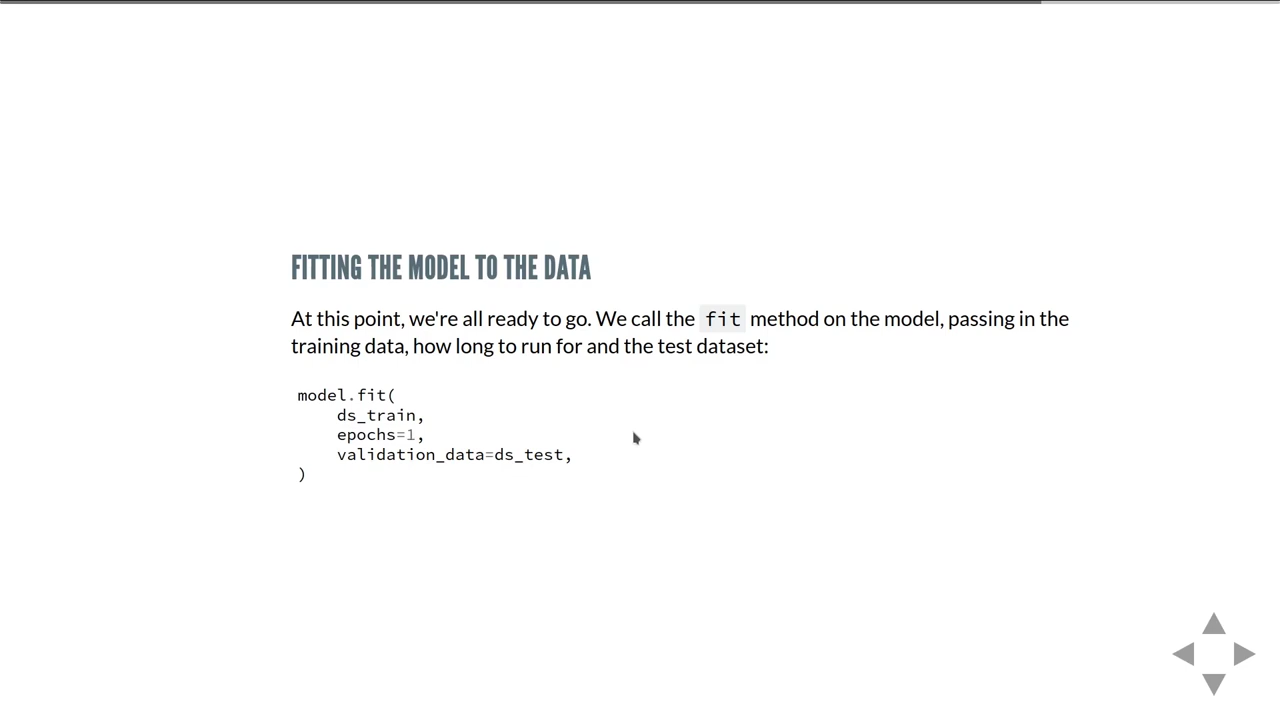 FITTING THE MODEL TO THE DATA
At this point, we're all ready to go. We call the fit method on the model, passing in the
training data, how long to run for and the test dataset:
model.fit(
    ds_train,
    epochs=1,
    validation_data=ds_test,
)